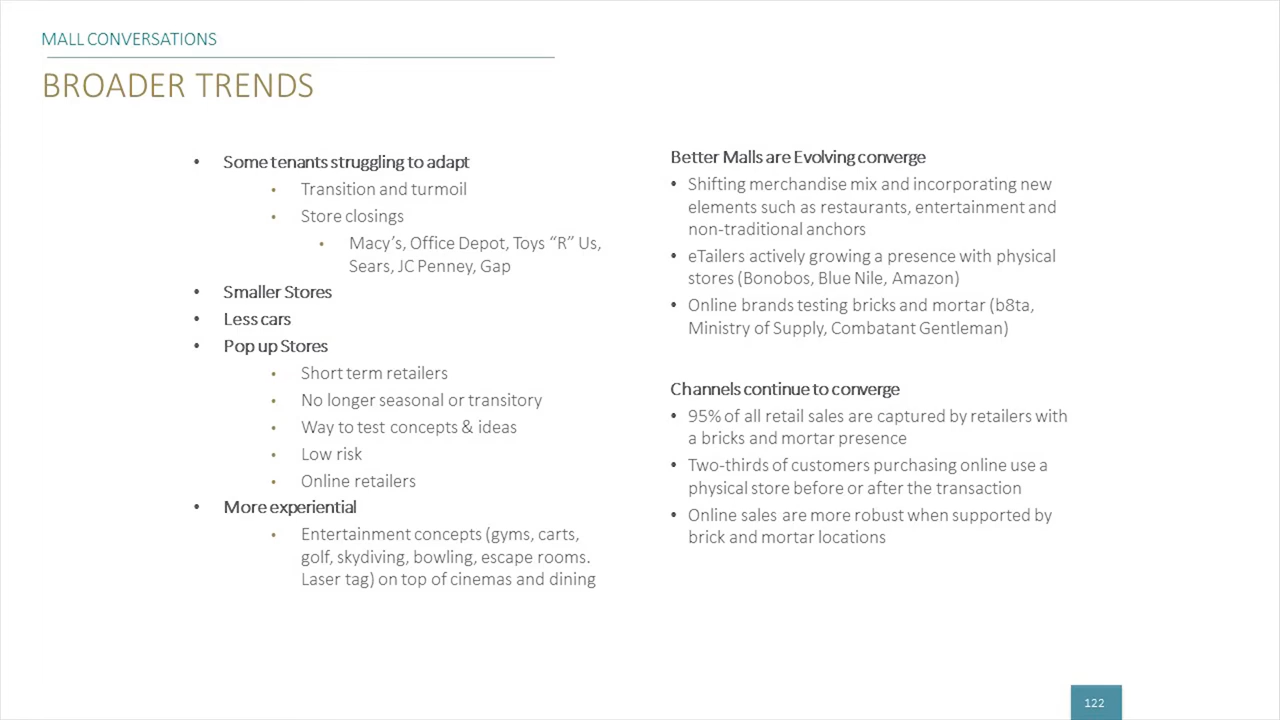 MALL CONVERSATIONS
BROADER TRENDS
• Some tenants struggling to adapt
• Transition and turmoil
• Store closings
• Macy’s, Office Depot, Toys “R” Us,
Sears, JC Penney, Gap
• Smaller Stores
• Less cars
• Pop up Stores
• Short term retailers
• No longer seasonal or transitory
• Way to test concepts & ideas
• Low risk
• Online retailers
• More experiential
• Entertainment concepts (gyms, carts,
golf, skydiving, bowling, escape rooms.
Laser tag) on top of cinemas and dining
Better Malls are Evolving converge
• Shifting merchandise mix and incorporating new
elements such as restaurants, entertainment and
non-traditional anchors
• eTailers actively growing a presence with physical
stores (Bonobos, Blue Nile, Amazon)
• Online brands testing bricks and mortar (b8ta,
Ministry of Supply, Combatant Gentleman)
Channels continue to converge
• 95% of all retail sales are captured by retailers with
a bricks and mortar presence
• Two-thirds of customers purchasing online use a
physical store before or after the transaction
• Online sales are more robust when supported by
brick and mortar locations
122